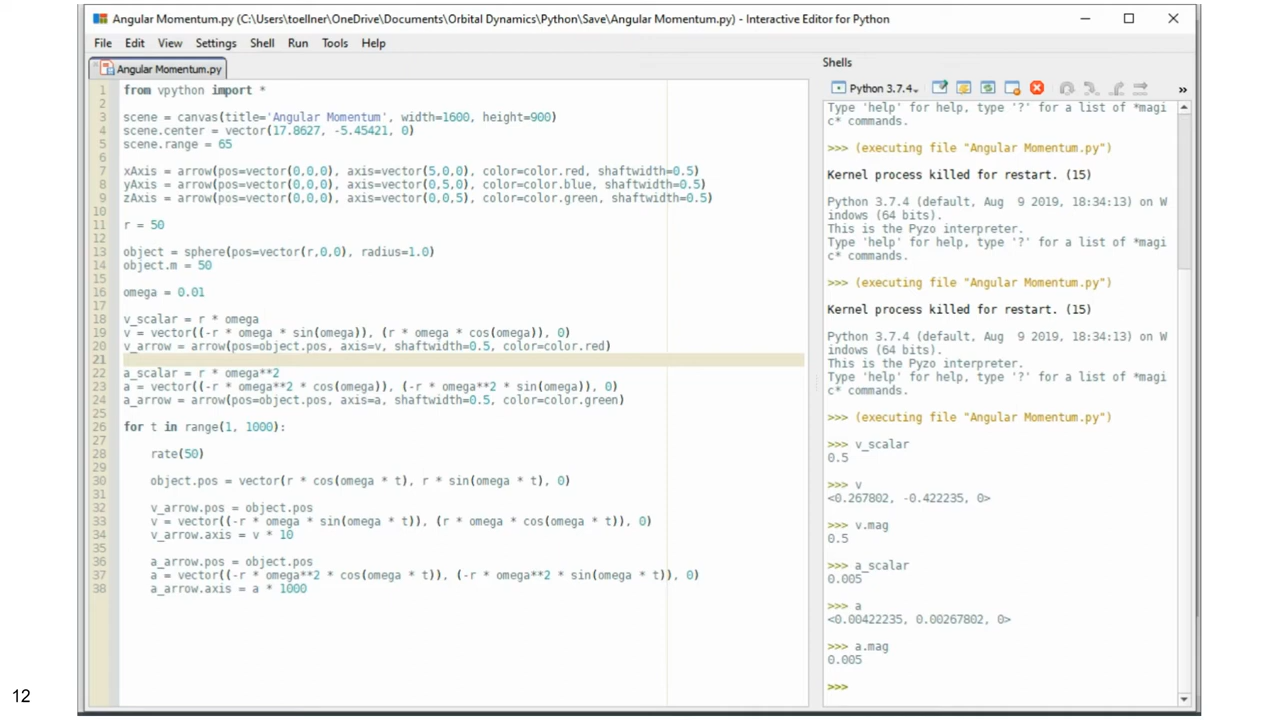 Angular Momentum.py (C:\Users\toellner\OneDrive\Documents\Orbital Dynamics\Python\Save\Angular Momentum.py) - Interactive Editor for Python
File Edit View Settings Shell Run Tools Help
Angular Momentum.py
1 from vpython import *
2
3 scene = canvas(title='Angular Momentum', width=1600, height=900)
4 scene.center = vector(17.8627, -5.45421, 0)
5 scene.range = 65
6
7 xAxis = arrow(pos=vector(0,0,0), axis=vector(5,0,0), color=color.red, shaftwidth=0.5)
8 yAxis = arrow(pos=vector(0,0,0), axis=vector(0,5,0), color=color.blue, shaftwidth=0.5)
9 zAxis = arrow(pos=vector(0,0,0), axis=vector(0,0,5), color=color.green, shaftwidth=0.5)
10
11 r = 50
12
13 object = sphere(pos=vector(r,0,0), radius=1.0)
14 object.m = 50
15
16 omega = 0.01
17
18 v_scalar = r * omega
19 v = vector((-r * omega * sin(omega)), (r * omega * cos(omega)), 0)
20 v_arrow = arrow(pos=object.pos, axis=v, shaftwidth=0.5, color=color.red)
21
22 a_scalar = r * omega**2
23 a = vector((-r * omega**2 * cos(omega)), (-r * omega**2 * sin(omega)), 0)
24 a_arrow = arrow(pos=object.pos, axis=a, shaftwidth=0.5, color=color.green)
25
26 for t in range(1, 1000):
27
28 rate(50)
29
30 object.pos = vector(r * cos(omega * t), r * sin(omega * t), 0)
31
32 v_arrow.pos = object.pos
33 v = vector((-r * omega * sin(omega * t)), (r * omega * cos(omega * t)), 0)
34 v_arrow.axis = v * 10
35
36 a_arrow.pos = object.pos
37 a = vector((-r * omega**2 * cos(omega * t)), (-r * omega**2 * sin(omega * t)), 0)
38 a_arrow.axis = a * 1000
Shells
Python 3.7.4
»
Type 'help' for help, type '?' for a list of *magi
c* commands.
>>> (executing file "Angular Momentum.py")
Kernel process killed for restart. (15)
Python 3.7.4 (default, Aug 9 2019, 18:34:13) on W
indows (64 bits).
This is the Pyzo interpreter.
Type 'help' for help, type '?' for a list of *magi
c* commands.
>>> (executing file "Angular Momentum.py")
Kernel process killed for restart. (15)
Python 3.7.4 (default, Aug 9 2019, 18:34:13) on W
indows (64 bits).
This is the Pyzo interpreter.
Type 'help' for help, type '?' for a list of *magi
c* commands.
>>> (executing file "Angular Momentum.py")
>>> v_scalar
0.5
>>> v
<0.267802, -0.422235, 0>
>>> v.mag
0.5
>>> a_scalar
0.005
>>> a
<0.00422235, 0.00267802, 0>
>>> a.mag
0.005
>>>
12